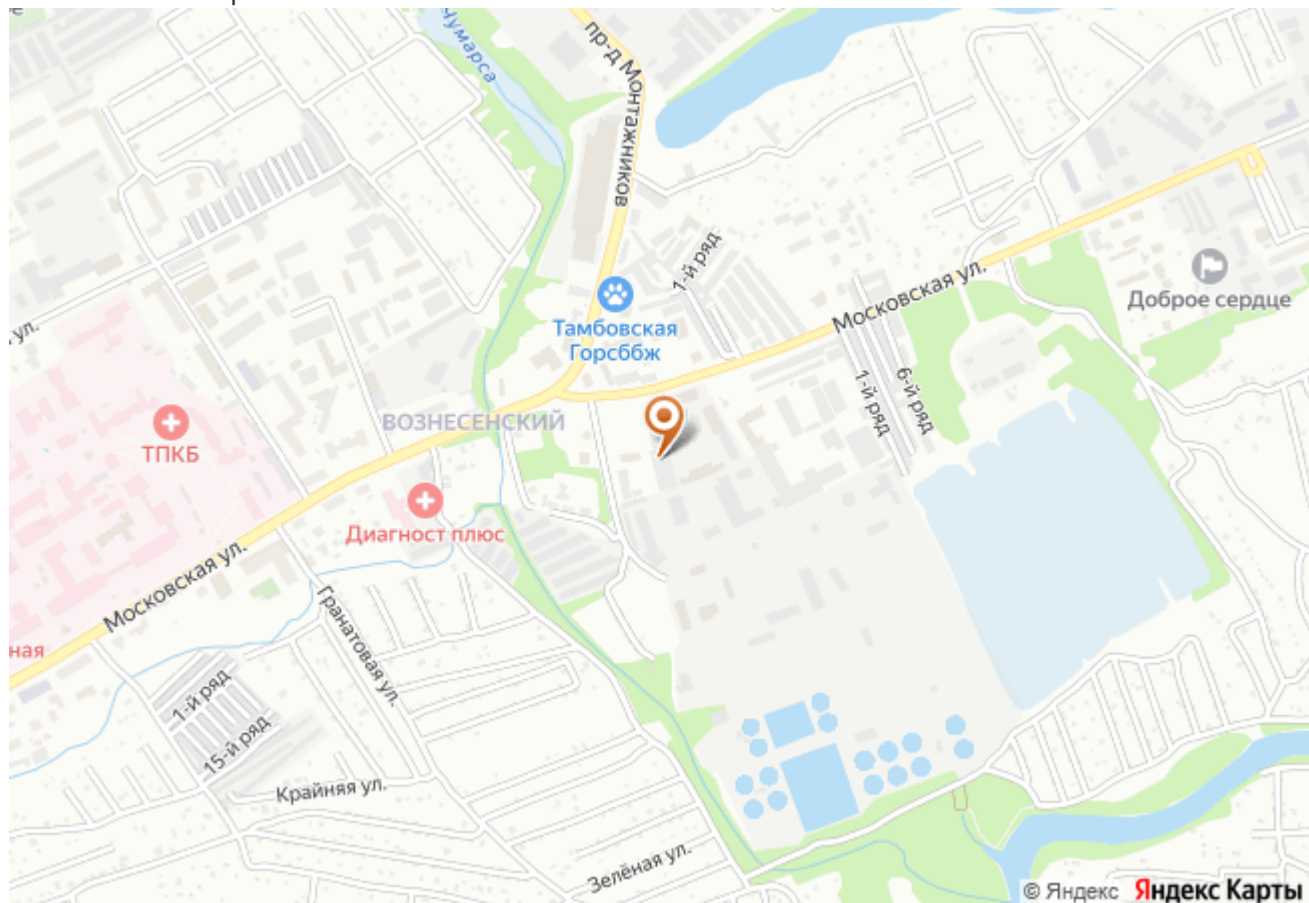 Чумарса
пр-д Монтажников
1-й ряд
Московская ул.
Доброе сердце
Тамбовская
Горсббж
ул.
1-й ряд
6-й ряд
ВОЗНЕСЕНСКИЙ
ТПКБ
Диагност плюс
Московская ул.
Гранатовая ул.
ная
1-й ряд
15-й ряд
Крайняя ул.
Зелёная ул.
© Яндекс Яндекс Карты